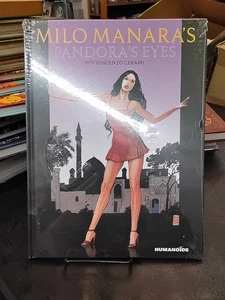 MILO MANARA'S
PANDORA'S EYES
WITH VINCENZO CERAMI
HUMANOIDS